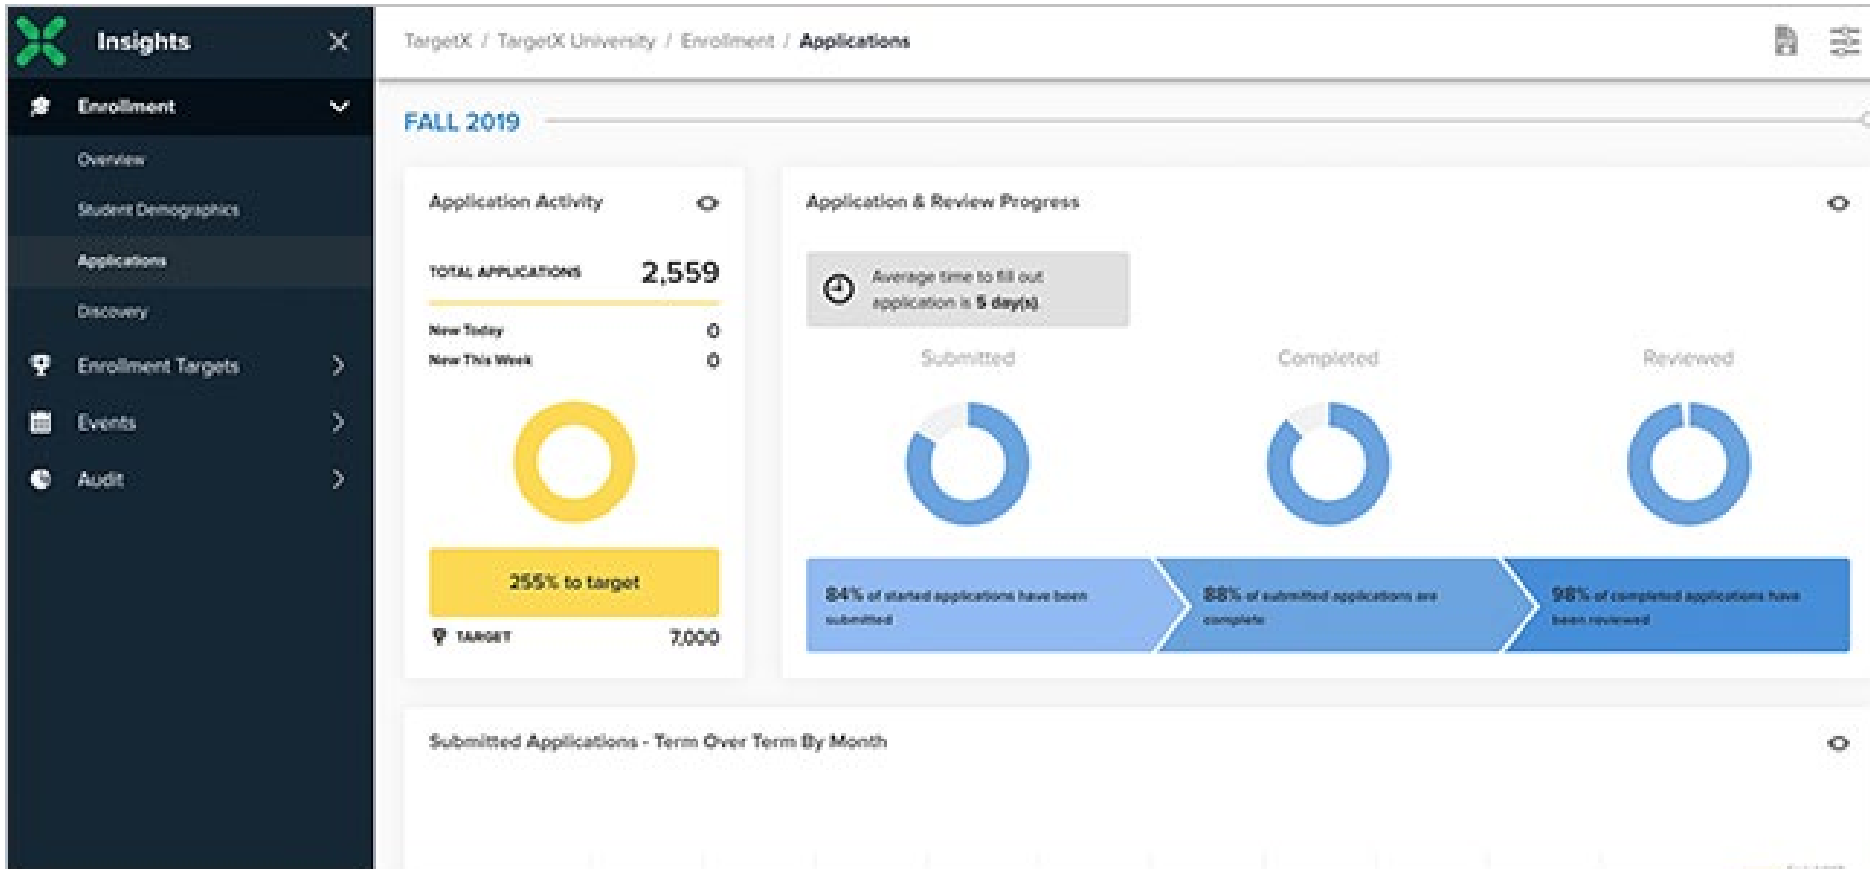 Insights
TargetX / TargetX University / Enrollment / Applications
Enrollment
Overview
Student Demographics
Applications
Discovery
Enrollment Targets
Events
Audit
FALL 2019
Application Activity
TOTAL APPLICATIONS 2,559
New Today 0
New This Week 0
255% to target
TARGET 7,000
Application & Review Progress
Average time to fill out
application is 5 day(s)
Submitted
Completed
Reviewed
84% of started applications have been
submitted
88% of submitted applications are
complete
98% of completed applications have
been reviewed
Submitted Applications - Term Over Term By Month